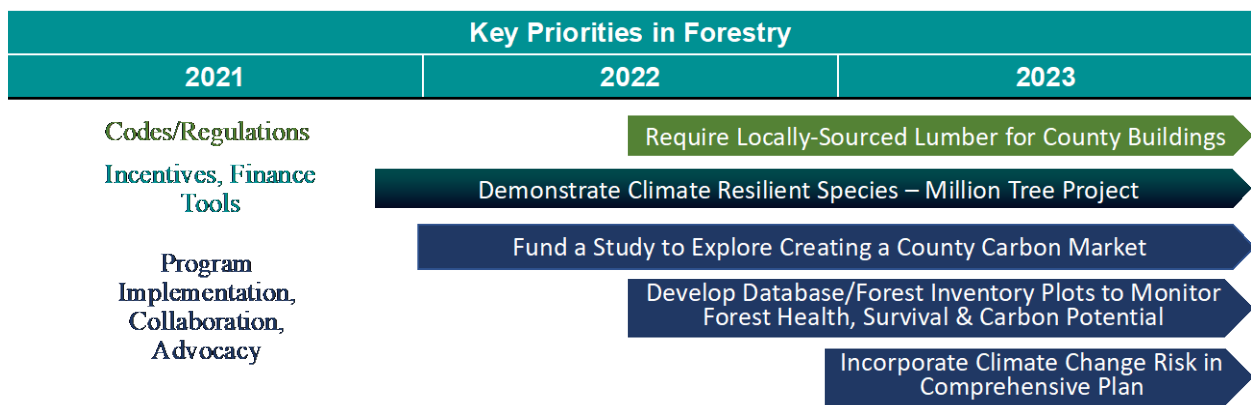 Key Priorities in Forestry
2021
2022
2023
Codes/Regulations
Require Locally-Sourced Lumber for County Buildings
Incentives, Finance
Tools
Demonstrate Climate Resilient Species – Million Tree Project
Program
Implementation,
Collaboration,
Advocacy
Fund a Study to Explore Creating a County Carbon Market
Develop Database/Forest Inventory Plots to Monitor
Forest Health, Survival & Carbon Potential
Incorporate Climate Change Risk in
Comprehensive Plan